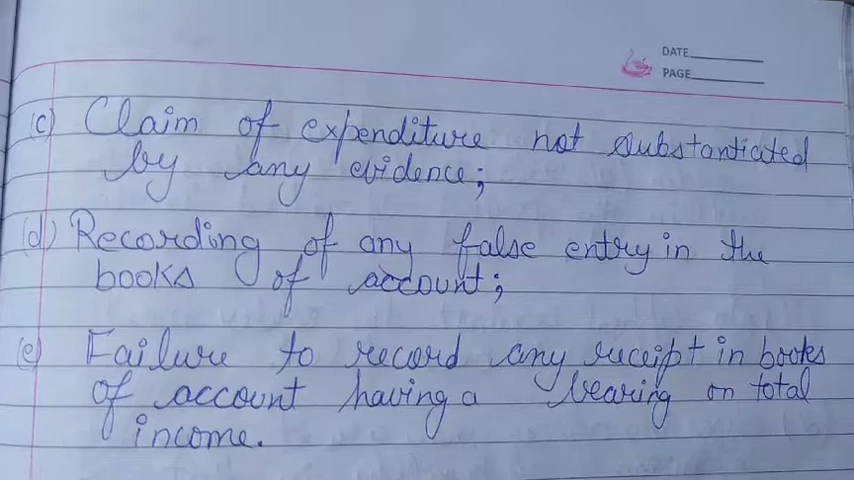 DATE
PAGE
(c) Claim of expenditure not substantiated
by any evidence;
(d) Recording of any false entry in the
books of account;
(e) Failure to record any receipt in books
of account having a bearing on total
income.